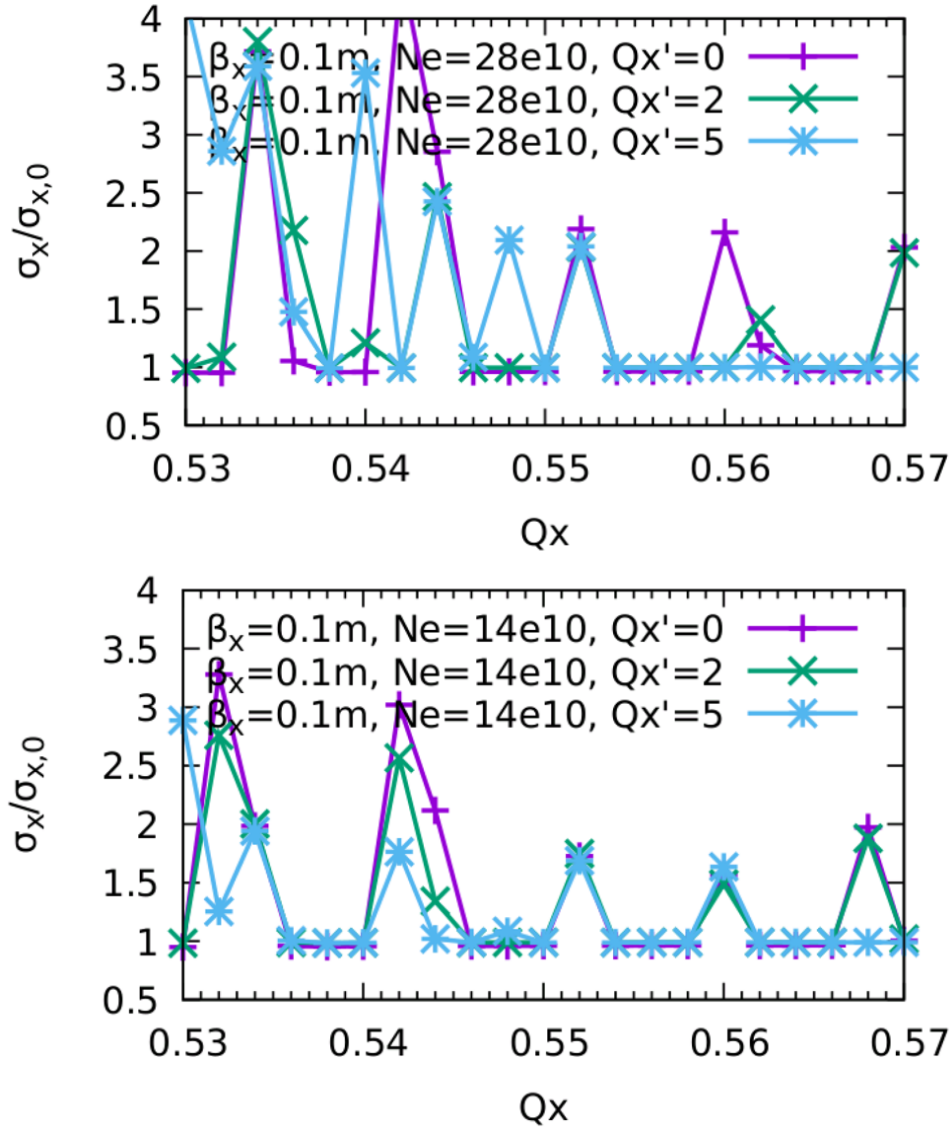 4
3.5
3
2.5
2
1.5
1
0.5
σx/σx,0
βx=0.1m, Ne=28e10, Qx'=0
βx=0.1m, Ne=28e10, Qx'=2
βx=0.1m, Ne=28e10, Qx'=5
0.53 0.54 0.55 0.56 0.57
Qx
4
3.5
3
2.5
2
1.5
1
0.5
σx/σx,0
βx=0.1m, Ne=14e10, Qx'=0
βx=0.1m, Ne=14e10, Qx'=2
βx=0.1m, Ne=14e10, Qx'=5
0.53 0.54 0.55 0.56 0.57
Qx